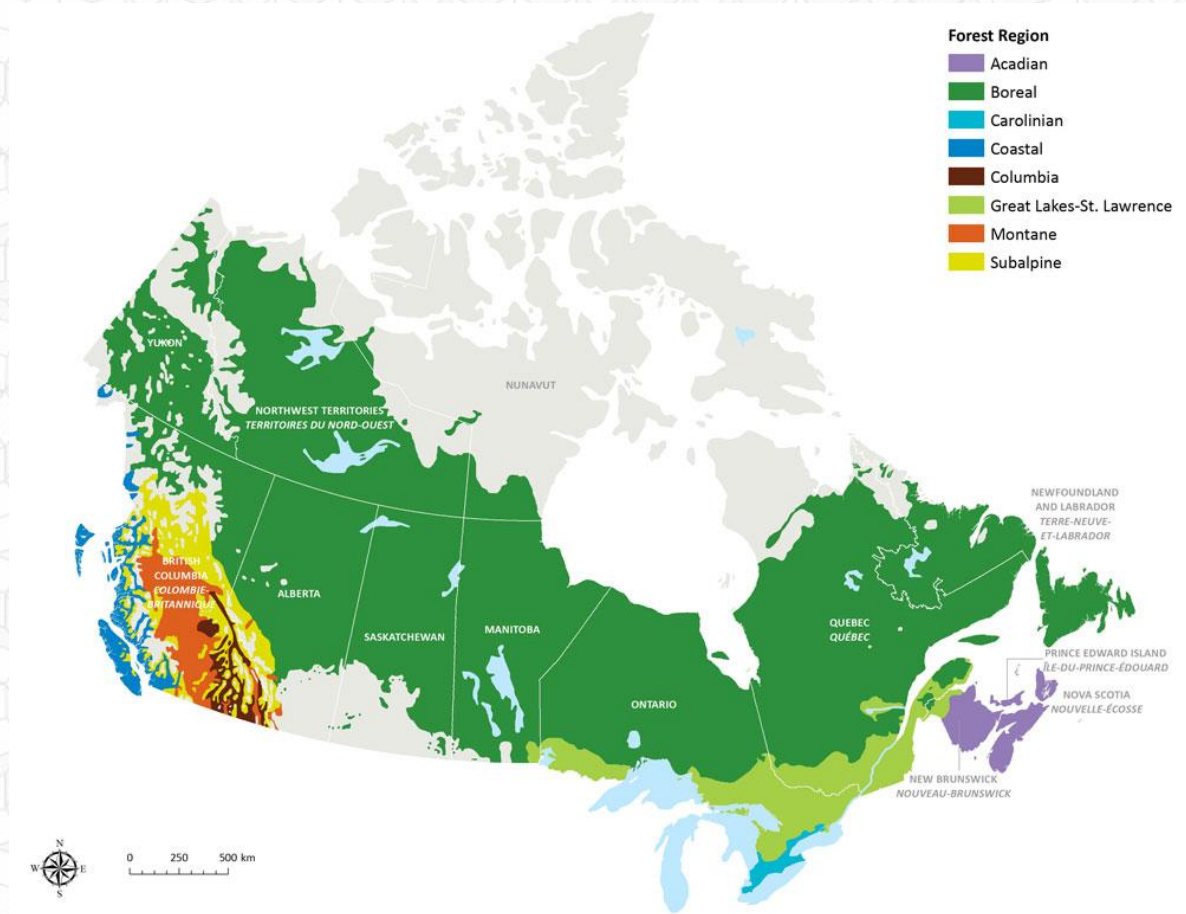 Forest Region
Acadian
Boreal
Carolinian
Coastal
Columbia
Great Lakes-St. Lawrence
Montane
Subalpine
YUKON
NUNAVUT
NORTHWEST TERRITORIES
TERRITOIRES DU NORD-OUEST
NEWFOUNDLAND
AND LABRADOR
TERRE-NEUVE-
ET-LABRADOR
BRITISH
COLUMBIA
COLOMBIE-
BRITANNIQUE
ALBERTA
SASKATCHEWAN
MANITOBA
ONTARIO
QUEBEC
QUÉBEC
PRINCE EDWARD ISLAND
ÎLE-DU-PRINCE-ÉDOUARD
NOVA SCOTIA
NOUVELLE-ÉCOSSE
NEW BRUNSWICK
NOUVEAU-BRUNSWICK
N
W E
S
0 250 500 km